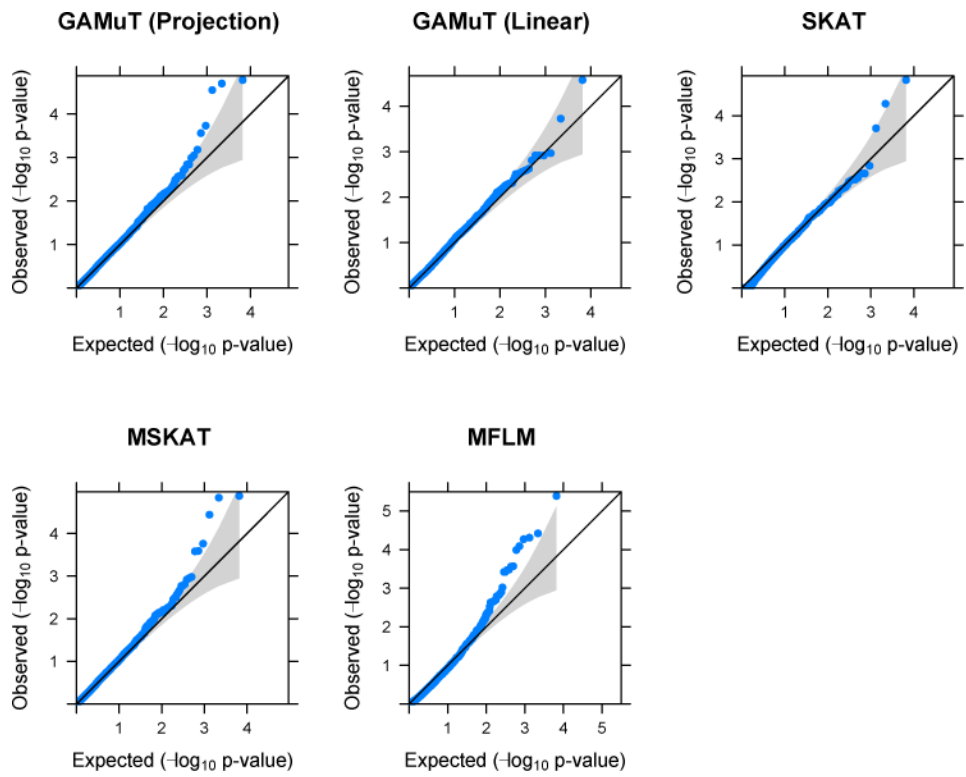 GAMuT (Projection)
Observed (−log10 p-value)
4
3
2
1
1 2 3 4
Expected (−log10 p-value)
GAMuT (Linear)
Observed (−log10 p-value)
4
3
2
1
1 2 3 4
Expected (−log10 p-value)
SKAT
Observed (−log10 p-value)
4
3
2
1
1 2 3 4
Expected (−log10 p-value)
MSKAT
Observed (−log10 p-value)
4
3
2
1
1 2 3 4
Expected (−log10 p-value)
MFLM
Observed (−log10 p-value)
5
4
3
2
1
1 2 3 4 5
Expected (−log10 p-value)